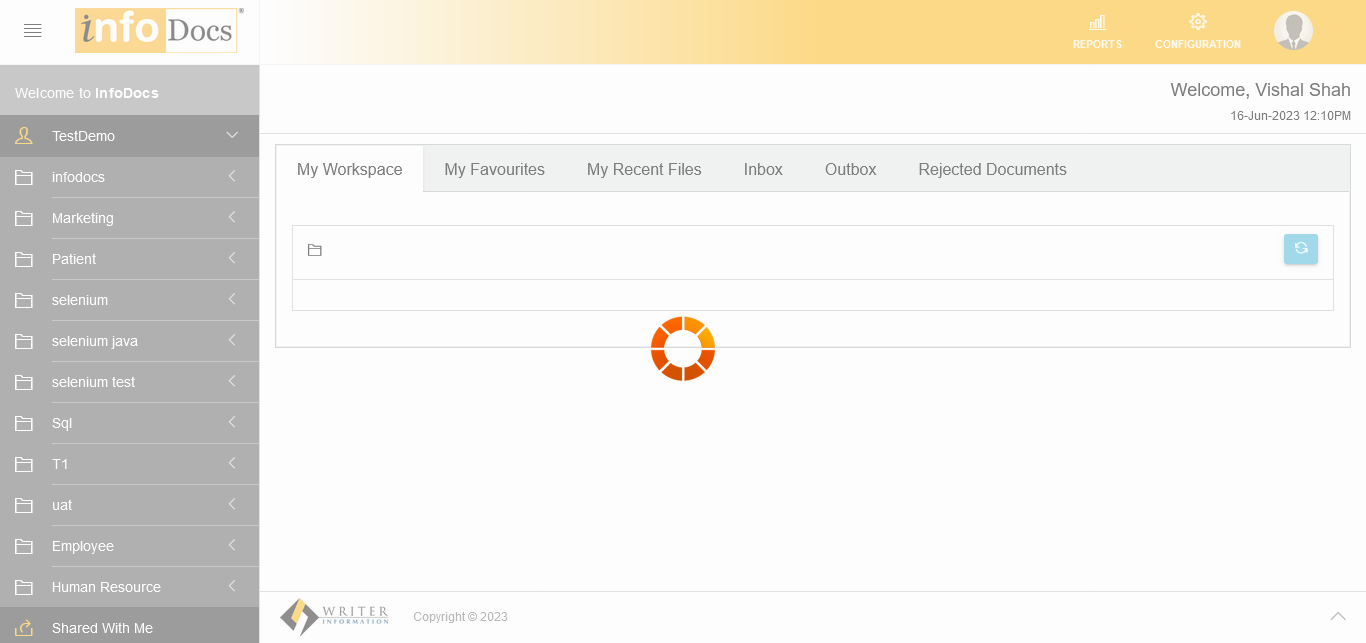 infoDocs®
REPORTS
CONFIGURATION
Welcome to InfoDocs
Welcome, Vishal Shah
16-Jun-2023 12:10PM
TestDemo
infodocs
Marketing
Patient
selenium
selenium java
selenium test
Sql
T1
uat
Employee
Human Resource
Shared With Me
My Workspace My Favourites My Recent Files Inbox Outbox Rejected Documents
WRITER
INFORMATION
Copyright © 2023